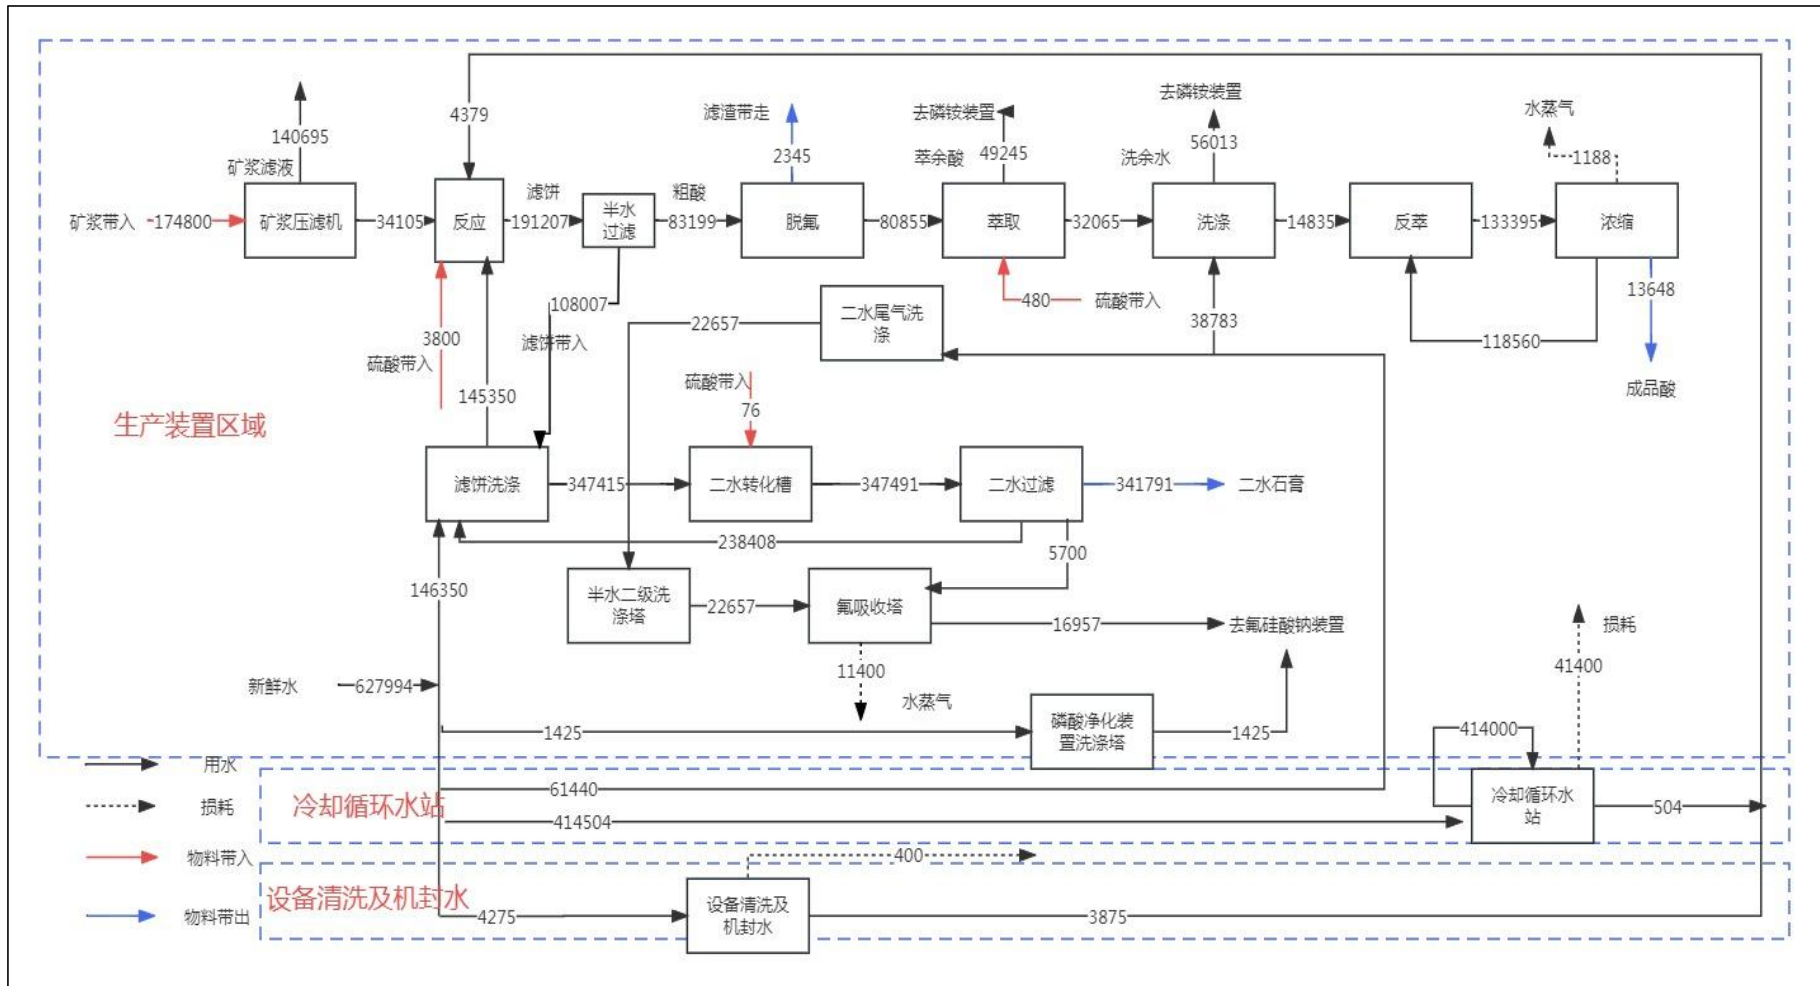 4379
140695
矿浆滤液
滤渣带走
2345
去磷铵装置
49245
萃余酸
去磷铵装置
56013
洗余水
水蒸气
1188
矿浆带入
174800
矿浆压滤机
34105
反应
滤饼
191207
半水
过滤
粗酸
83199
脱氟
80855
萃取
32065
洗涤
14835
反萃
133395
浓缩
3800
硫酸带入
145350
108007
滤饼带入
22657
二水尾气洗
涤
480
硫酸带入
38783
118560
13648
成品酸
硫酸带入
76
生产装置区域
滤饼洗涤
347415
二水转化槽
347491
二水过滤
341791
二水石膏
238408
5700
146350
半水二级洗
涤塔
22657
氟吸收塔
16957
去氟硅酸钠装置
11400
水蒸气
41400
损耗
新鲜水
627994
1425
磷酸净化装
置洗涤塔
1425
414000
用水
损耗
物料带入
物料带出
冷却循环水站
61440
414504
冷却循环水
站
504
400
设备清洗及机封水
4275
设备清洗及
机封水
3875